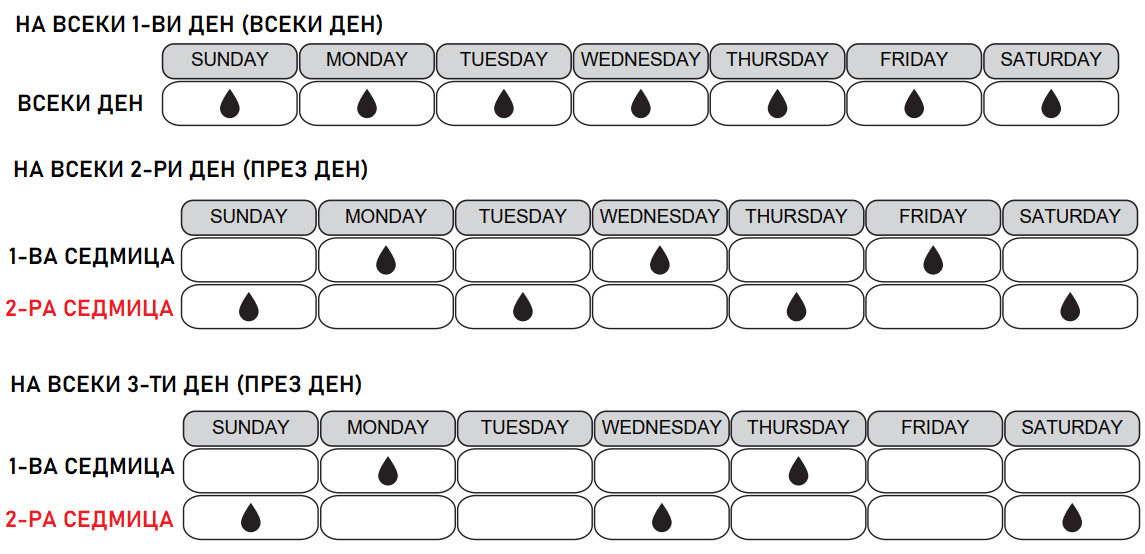 НА ВСЕКИ 1-ВИ ДЕН (ВСЕКИ ДЕН)
SUNDAY MONDAY TUESDAY WEDNESDAY THURSDAY FRIDAY SATURDAY
ВСЕКИ ДЕН
НА ВСЕКИ 2-РИ ДЕН (ПРЕЗ ДЕН)
SUNDAY MONDAY TUESDAY WEDNESDAY THURSDAY FRIDAY SATURDAY
1-ВА СЕДМИЦА
2-РА СЕДМИЦА
НА ВСЕКИ 3-ТИ ДЕН (ПРЕЗ ДЕН)
SUNDAY MONDAY TUESDAY WEDNESDAY THURSDAY FRIDAY SATURDAY
1-ВА СЕДМИЦА
2-РА СЕДМИЦА